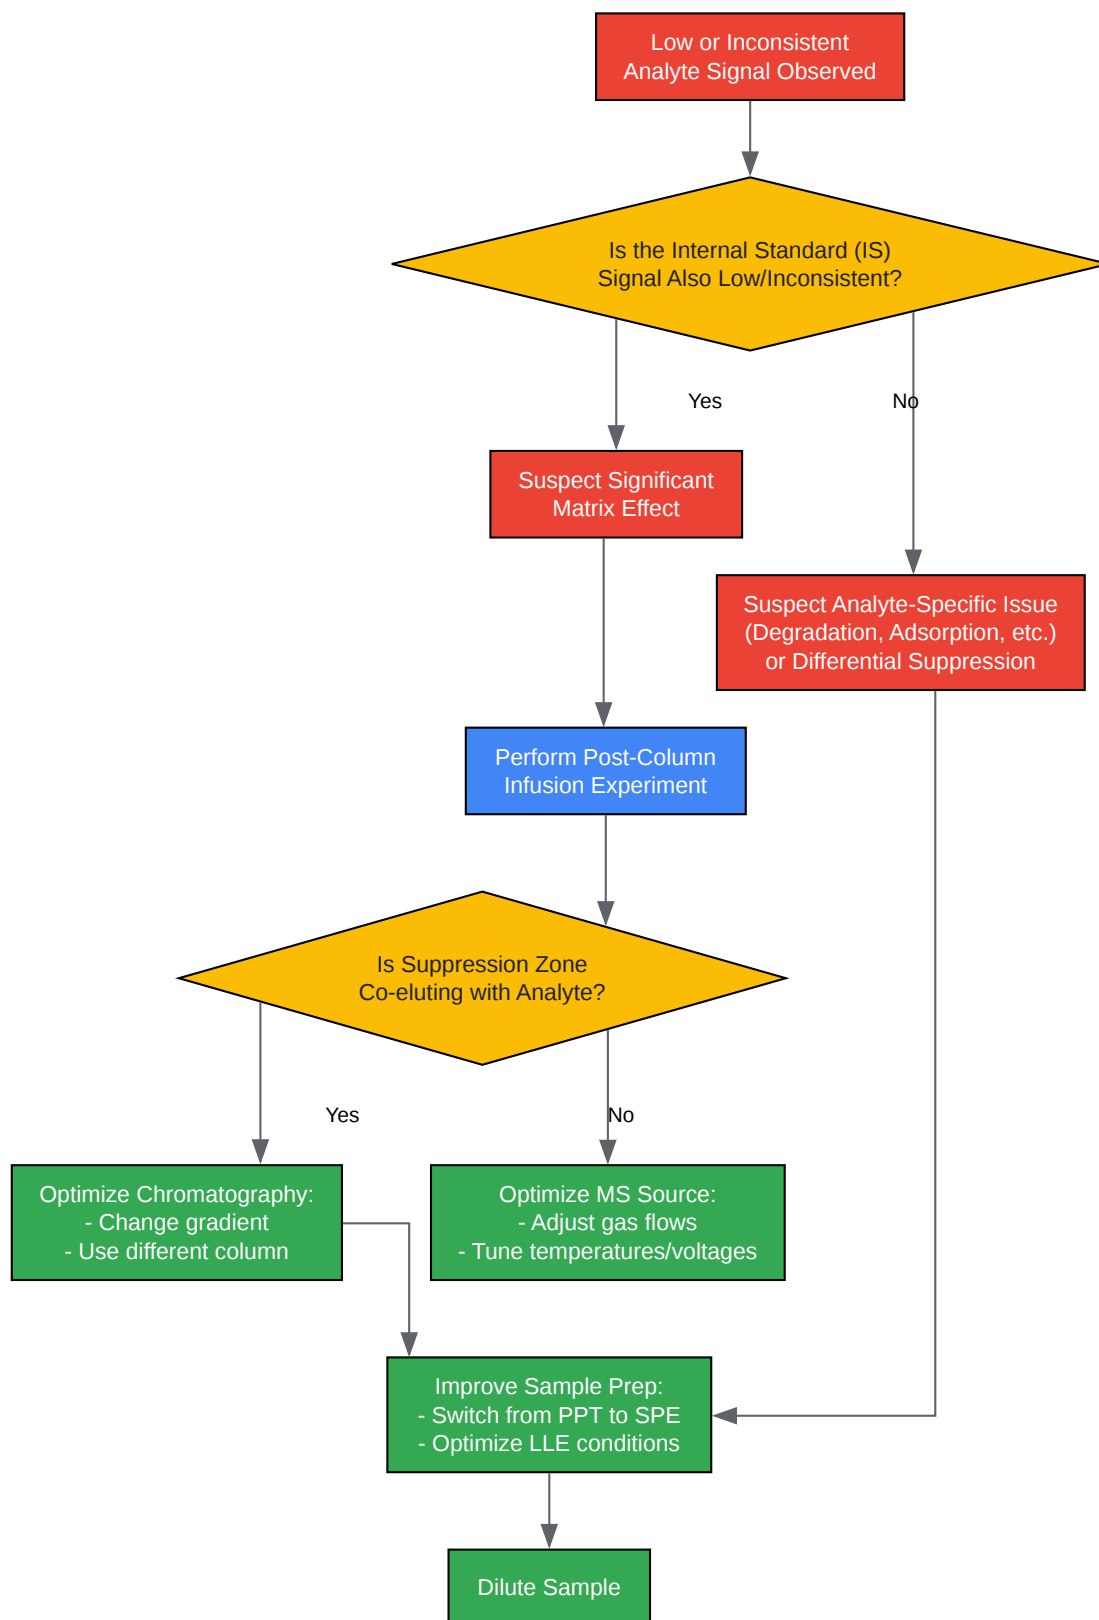 Low or Inconsistent
Analyte Signal Observed
Is the Internal Standard (IS)
Signal Also Low/Inconsistent?
Yes
No
Suspect Significant
Matrix Effect
Suspect Analyte-Specific Issue
(Degradation, Adsorption, etc.)
or Differential Suppression
Perform Post-Column
Infusion Experiment
Is Suppression Zone
Co-eluting with Analyte?
Yes
No
Optimize Chromatography:
- Change gradient
- Use different column
Optimize MS Source:
- Adjust gas flows
- Tune temperatures/voltages
Improve Sample Prep:
- Switch from PPT to SPE
- Optimize LLE conditions
Dilute Sample